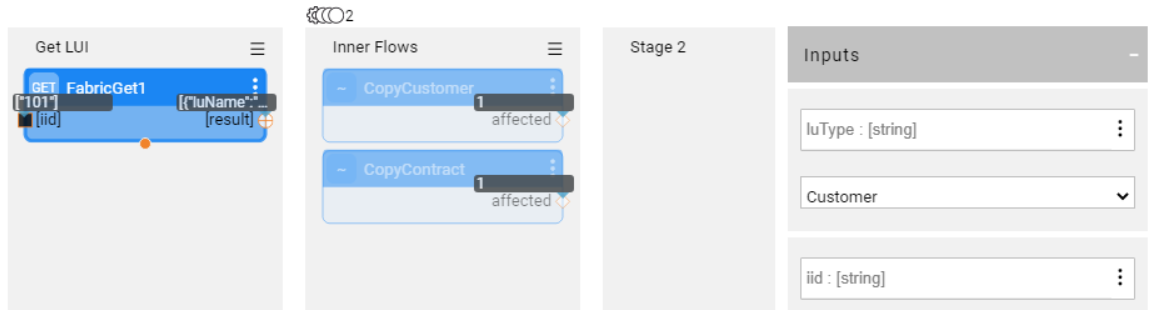 2
Get LUI
Inner Flows
Stage 2
Inputs
GET FabricGet1
["101"]
[{"luName":"...
[iid]
[result]
~ CopyCustomer
1
affected
~ CopyContract
1
affected
luType : [string]
Customer
iid : [string]